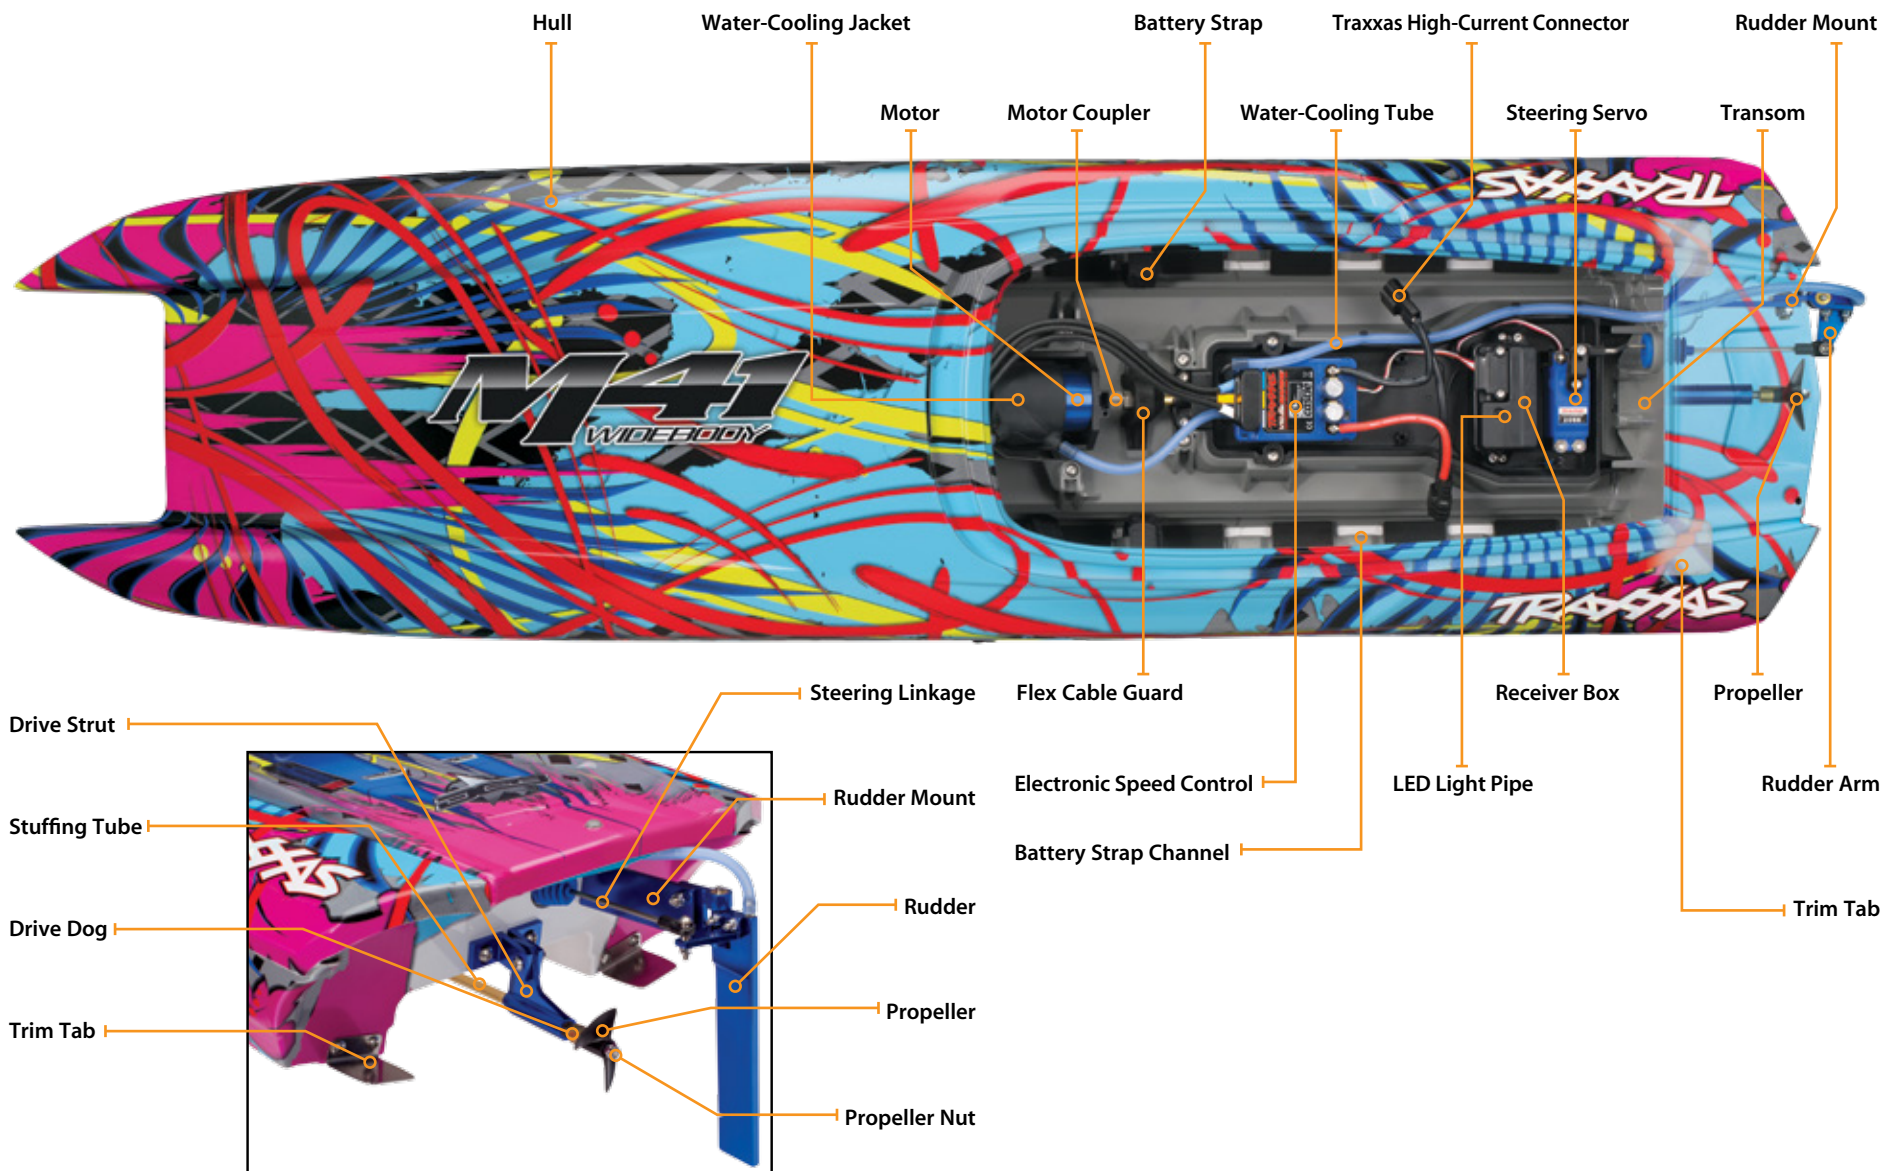 Hull
Water-Cooling Jacket
Battery Strap
Traxxas High-Current Connector
Rudder Mount
Motor
Motor Coupler
Water-Cooling Tube
Steering Servo
Transom
TRAXXAS
M41
WIDEBODY
TRAXXAS
Steering Linkage
Flex Cable Guard
Receiver Box
Propeller
Drive Strut
Electronic Speed Control
LED Light Pipe
Rudder Arm
Rudder Mount
Stuffing Tube
Battery Strap Channel
Rudder
Trim Tab
Drive Dog
Propeller
Trim Tab
Propeller Nut